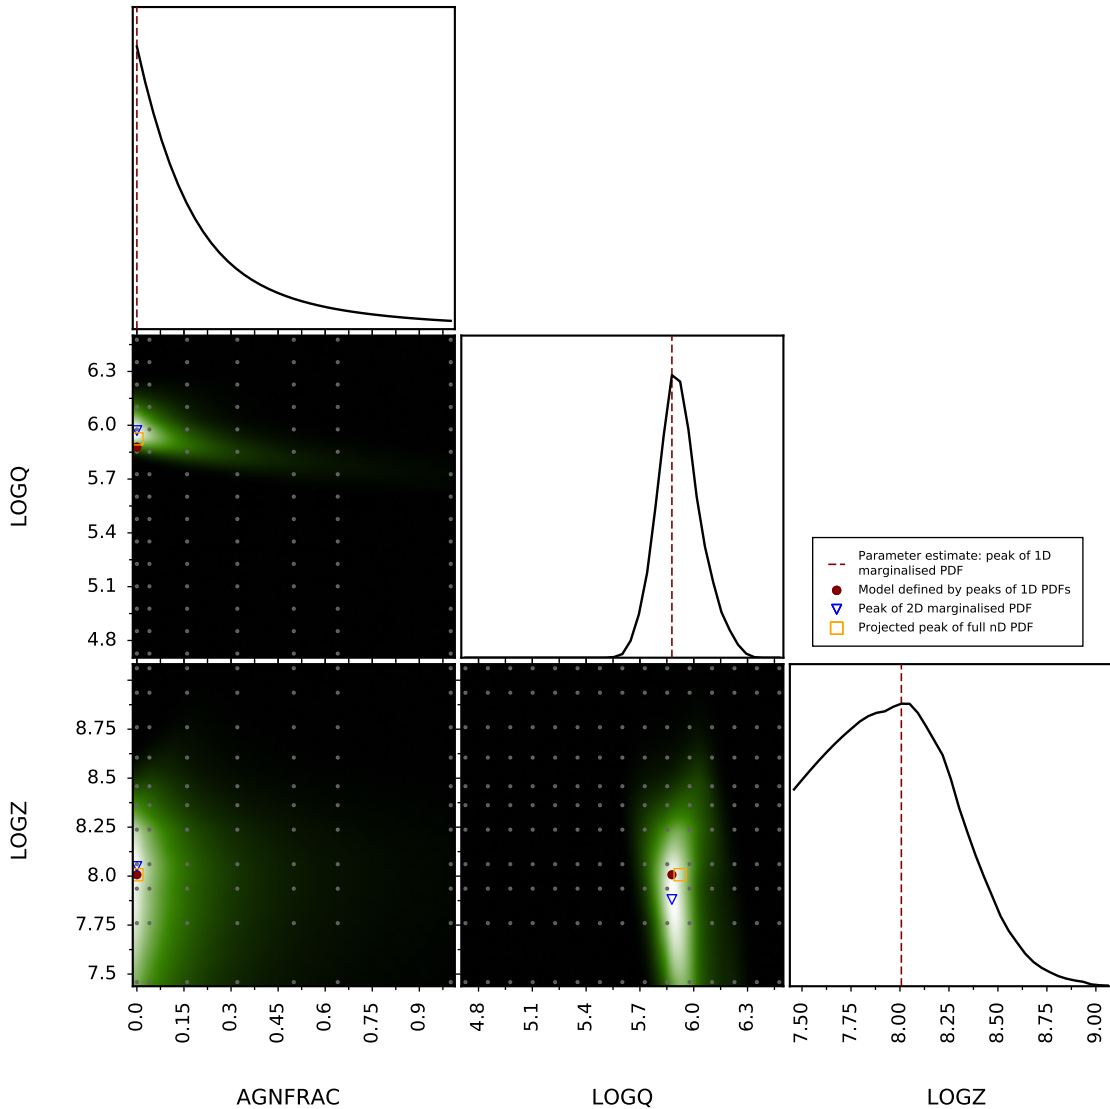 6.3
6.0
5.7
5.4
5.1
4.8
LOGQ
Parameter estimate: peak of 1D
marginalised PDF
Model defined by peaks of 1D PDFs
Peak of 2D marginalised PDF
Projected peak of full nD PDF
8.75
8.5
8.25
8.0
7.75
7.5
LOGZ
0.0 0.15 0.3 0.45 0.6 0.75 0.9
4.8 5.1 5.4 5.7 6.0 6.3
7.50 7.75 8.00 8.25 8.50 8.75 9.00
AGNFRAC LOGQ LOGZ